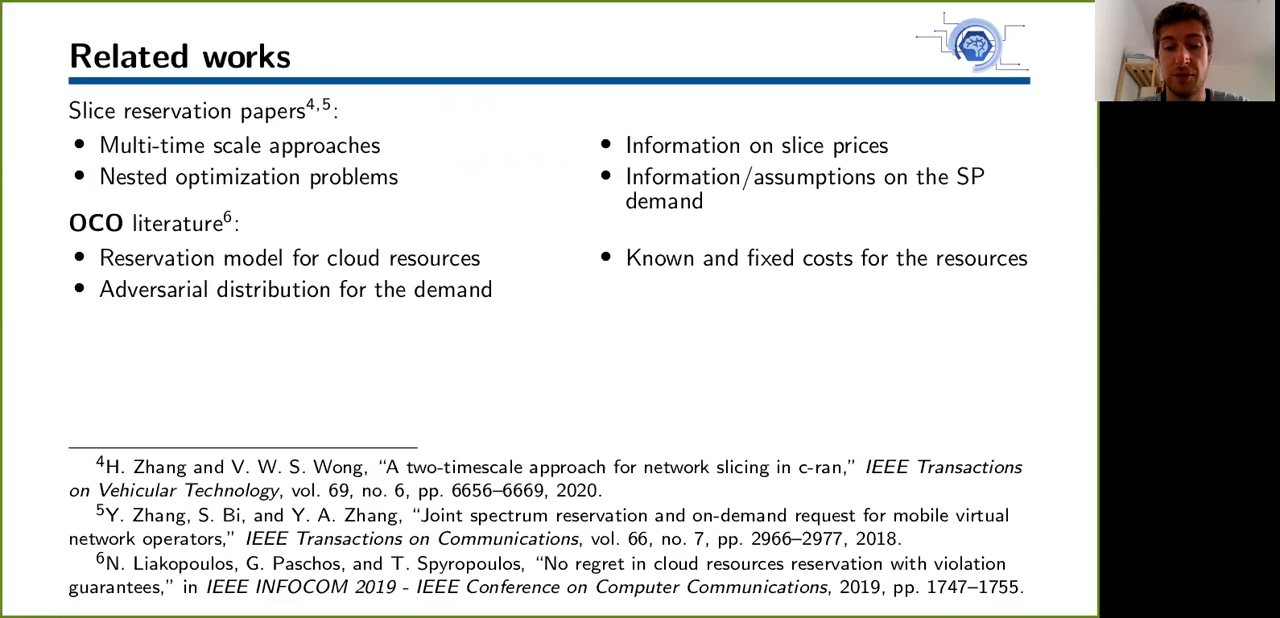 Related works
Slice reservation papers4,5:
• Multi-time scale approaches
• Nested optimization problems
• Information on slice prices
• Information/assumptions on the SP
demand
OCO literature6:
• Reservation model for cloud resources
• Adversarial distribution for the demand
• Known and fixed costs for the resources
4H. Zhang and V. W. S. Wong, “A two-timescale approach for network slicing in c-ran,” IEEE Transactions
on Vehicular Technology, vol. 69, no. 6, pp. 6656–6669, 2020.
5Y. Zhang, S. Bi, and Y. A. Zhang, “Joint spectrum reservation and on-demand request for mobile virtual
network operators,” IEEE Transactions on Communications, vol. 66, no. 7, pp. 2966–2977, 2018.
6N. Liakopoulos, G. Paschos, and T. Spyropoulos, “No regret in cloud resources reservation with violation
guarantees,” in IEEE INFOCOM 2019 - IEEE Conference on Computer Communications, 2019, pp. 1747–1755.